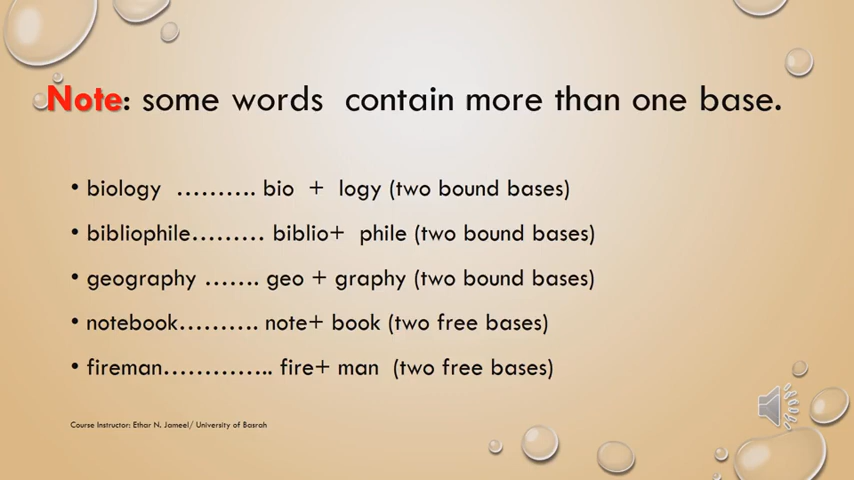 Note: some words contain more than one base.
• biology ………. bio + logy (two bound bases)
• bibliophile……… biblio+ phile (two bound bases)
• geography ……. geo + graphy (two bound bases)
• notebook………. note+ book (two free bases)
• fireman………….. fire+ man (two free bases)
Course Instructor: Ethar N. Jameel/ University of Basrah